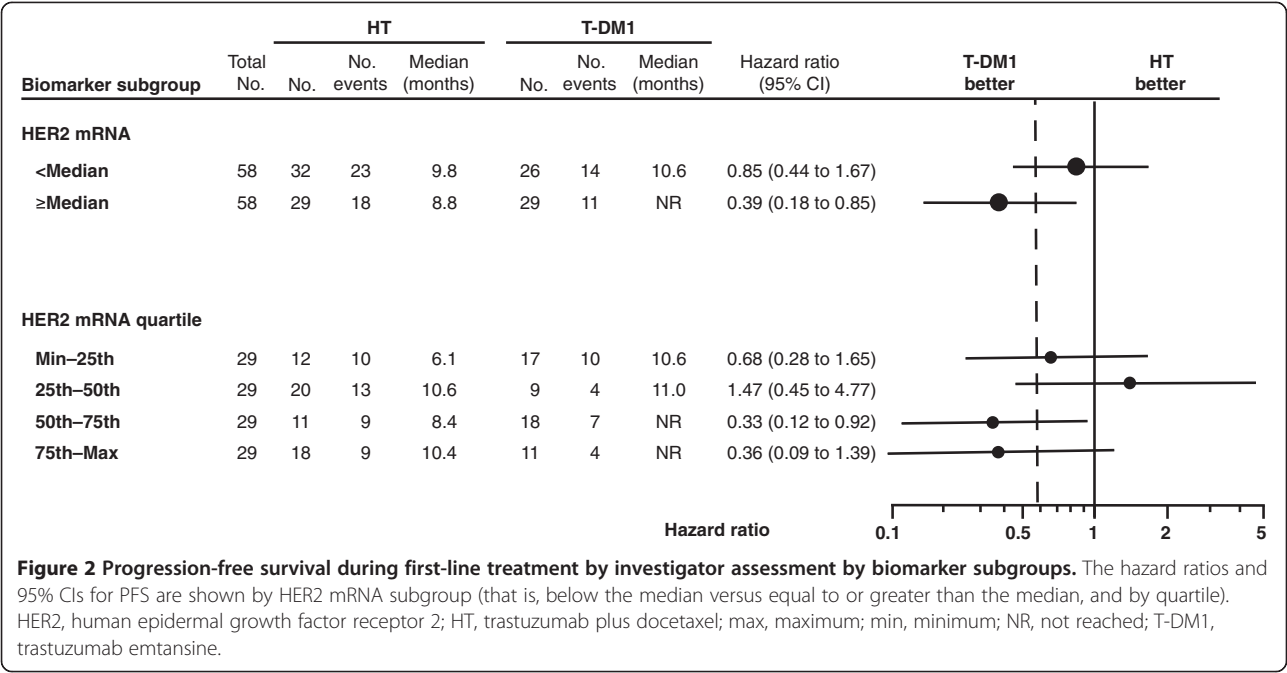 HT T-DM1
Biomarker subgroup Total No. No. No. events Median (months) No. No. events Median (months) Hazard ratio (95% CI) T-DM1 better HT better
HER2 mRNA
<Median 58 32 23 9.8 26 14 10.6 0.85 (0.44 to 1.67)
≥Median 58 29 18 8.8 29 11 NR 0.39 (0.18 to 0.85)
HER2 mRNA quartile
Min–25th 29 12 10 6.1 17 10 10.6 0.68 (0.28 to 1.65)
25th–50th 29 20 13 10.6 9 4 11.0 1.47 (0.45 to 4.77)
50th–75th 29 11 9 8.4 18 7 NR 0.33 (0.12 to 0.92)
75th–Max 29 18 9 10.4 11 4 NR 0.36 (0.09 to 1.39)
Hazard ratio 0.1 0.5 1 2 5
Figure 2 Progression-free survival during first-line treatment by investigator assessment by biomarker subgroups. The hazard ratios and
95% CIs for PFS are shown by HER2 mRNA subgroup (that is, below the median versus equal to or greater than the median, and by quartile).
HER2, human epidermal growth factor receptor 2; HT, trastuzumab plus docetaxel; max, maximum; min, minimum; NR, not reached; T-DM1,
trastuzumab emtansine.